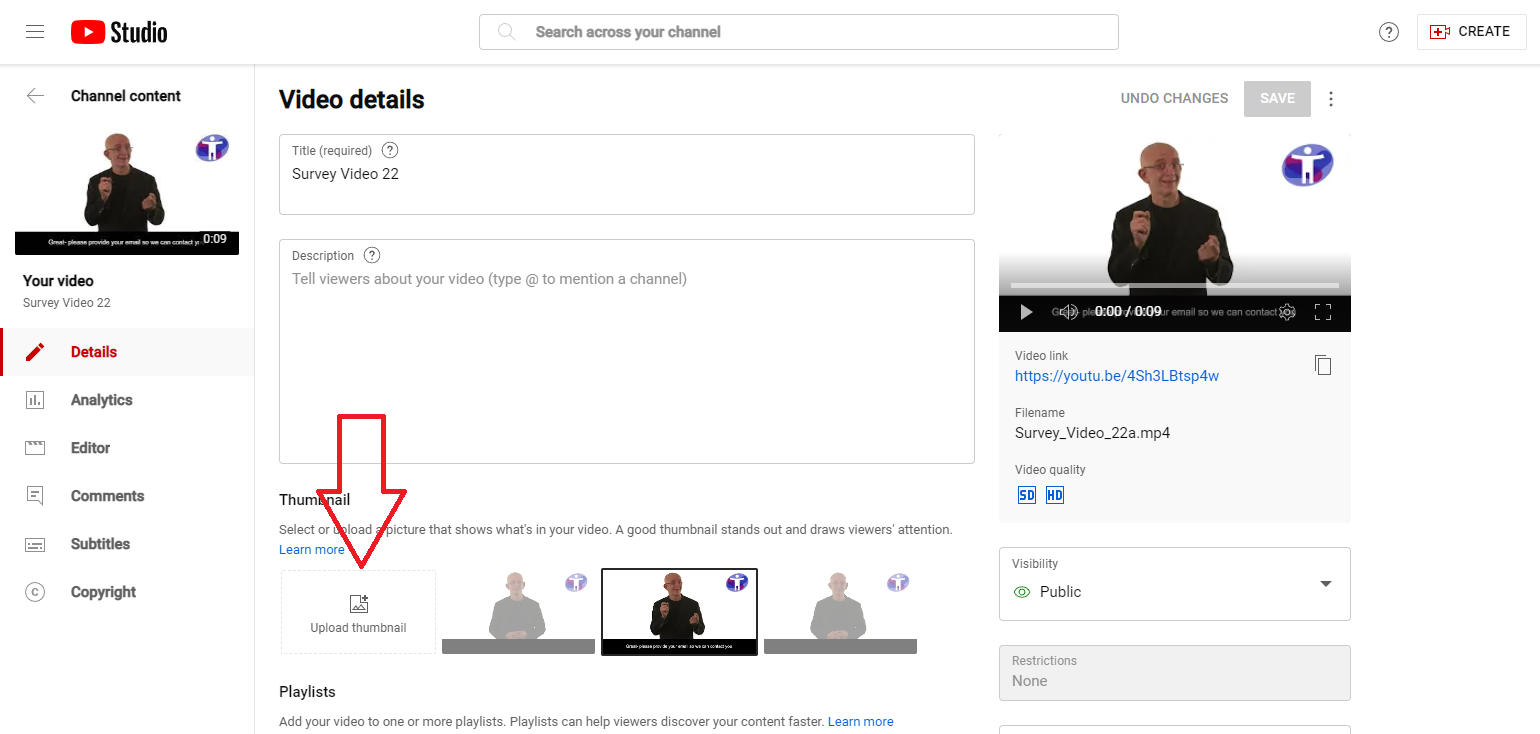 Studio
Search across your channel
?
CREATE
Channel content
Great- please provide your email so we can contact
0:09
Your video
Survey Video 22
Details
Analytics
Editor
Comments
Subtitles
C
Copyright
Video details
UNDO CHANGES
SAVE
Title (required) ?
Survey Video 22
Description ?
Tell viewers about your video (type @ to mention a channel)
Thumbnail
Select or upload a picture that shows what's in your video. A good thumbnail stands out and draws viewers' attention.
Learn more
Upload thumbnail
Great- please provide your email so we can contact you
Playlists
Add your video to one or more playlists. Playlists can help viewers discover your content faster. Learn more
0:00 / 0:09
Great- please provide your email so we can contact you
Video link
https://youtu.be/4Sh3LBtsp4w
Filename
Survey_Video_22a.mp4
Video quality
SD HD
Visibility
Public
Restrictions
None